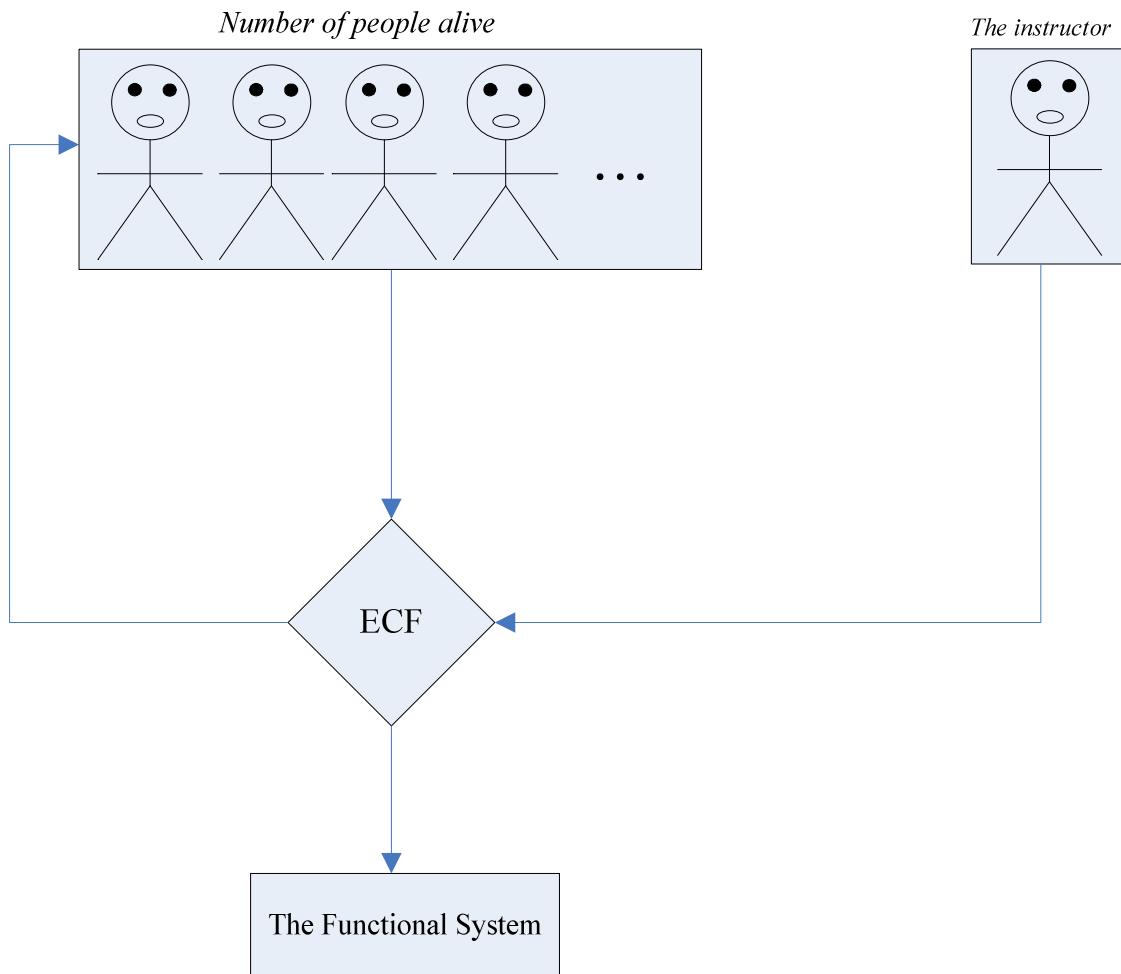 Number of people alive
The instructor
...
ECF
The Functional System